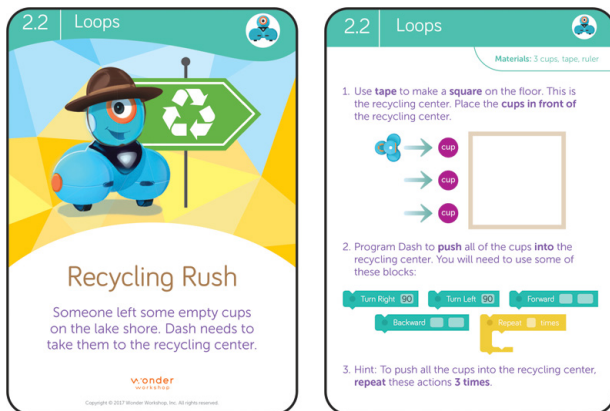 2.2 Loops
Recycling Rush
Someone left some empty cups
on the lake shore. Dash needs to
take them to the recycling center.
wonder
workshop
Copyright © 2017 Wonder Workshop, Inc. All rights reserved.
2.2 Loops
Materials: 3 cups, tape, ruler
1. Use tape to make a square on the floor. This is
the recycling center. Place the cups in front of
the recycling center.
cup
cup
cup
2. Program Dash to push all of the cups into the
recycling center. You will need to use some of
these blocks:
Turn Right 90 Turn Left 90 Forward
Backward Repeat times
3. Hint: To push all the cups into the recycling center,
repeat these actions 3 times.